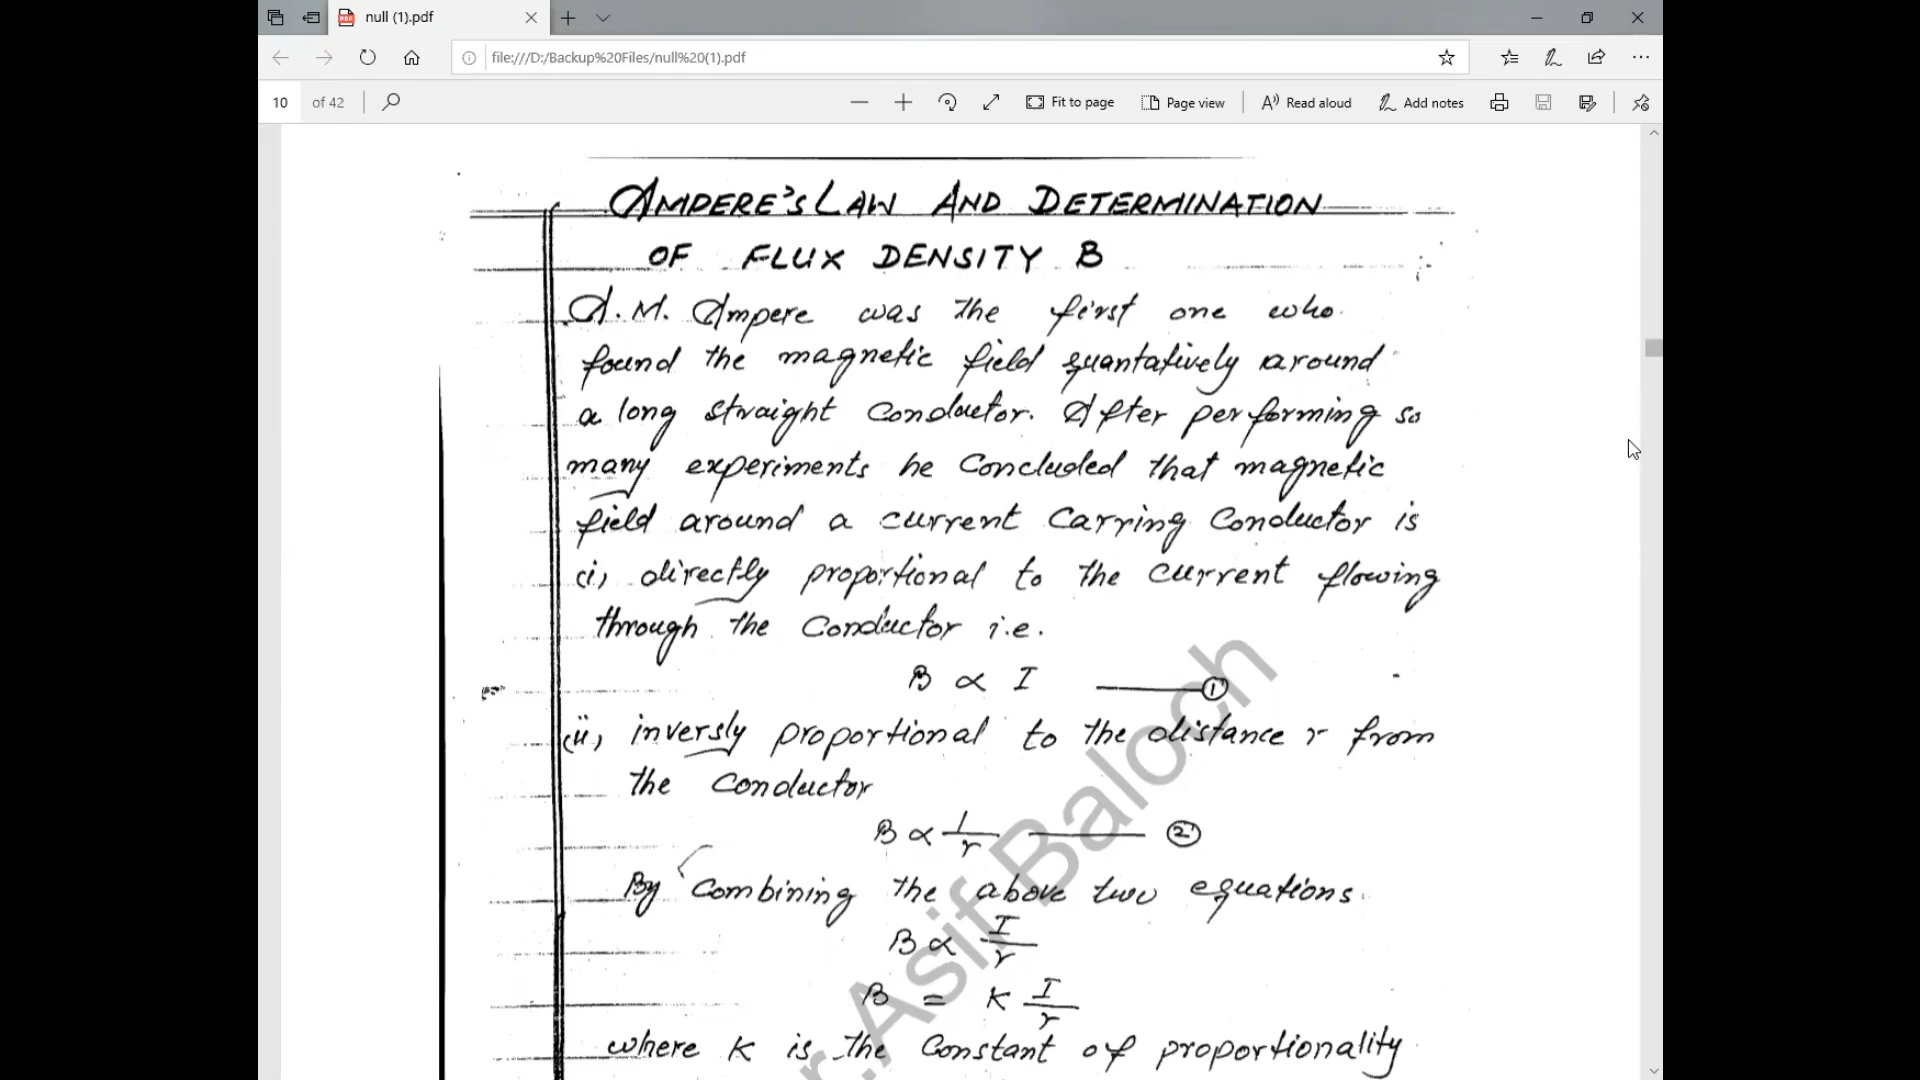 null (1).pdf
file:///D:/Backup%20Files/null%20(1).pdf
10 of 42 Fit to page Page view Read aloud Add notes
AMPERE'S LAW AND DETERMINATION
OF FLUX DENSITY B
A. M. Ampere was the first one who
found the magnetic field quantatively around
a long straight Conductor. After performing so
many experiments he Concluded that magnetic
field around a current Carring Conductor is
(i) directly proportional to the current flowing
through the Conductor i.e.
B ∝ I ——— ①
(ii) inversly proportional to the distance r from
the Conductor
B ∝ 1/r ——— ②
By Combining the above two equations.
B ∝ I/r
B = K I/r
where K is the Constant of proportionality
r.Asif Baloch